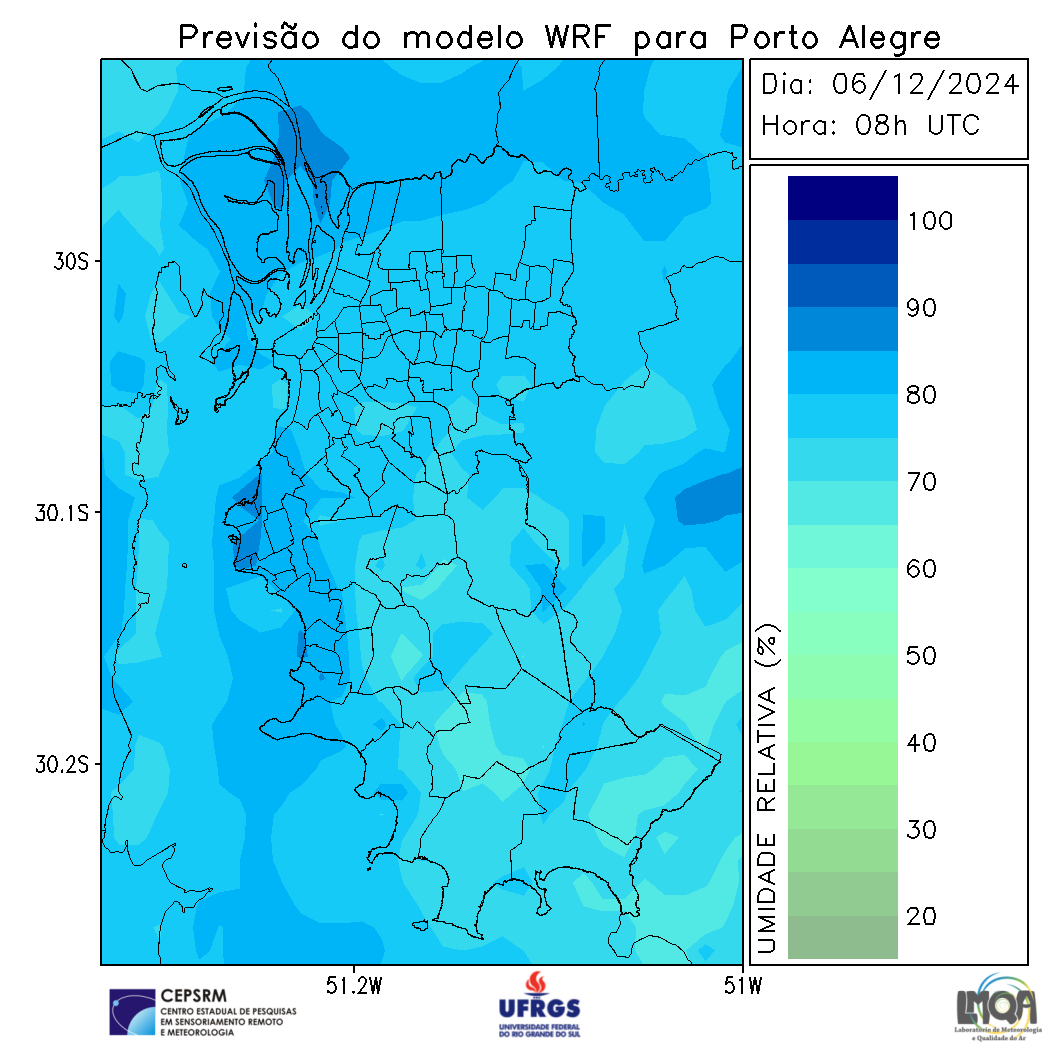 Previsão do modelo WRF para Porto Alegre
Dia: 06/12/2024
Hora: 08h UTC
30S
30.1S
30.2S
51.2W
51W
100
90
80
70
60
50
40
30
20
UMIDADE RELATIVA (%)
CEPSRM
CENTRO ESTADUAL DE PESQUISAS
EM SENSORIAMENTO REMOTO
E METEOROLOGIA
UFRGS
UNIVERSIDADE FEDERAL
DO RIO GRANDE DO SUL
LMQA
Laboratório de Meteorologia
e Qualidade do Ar